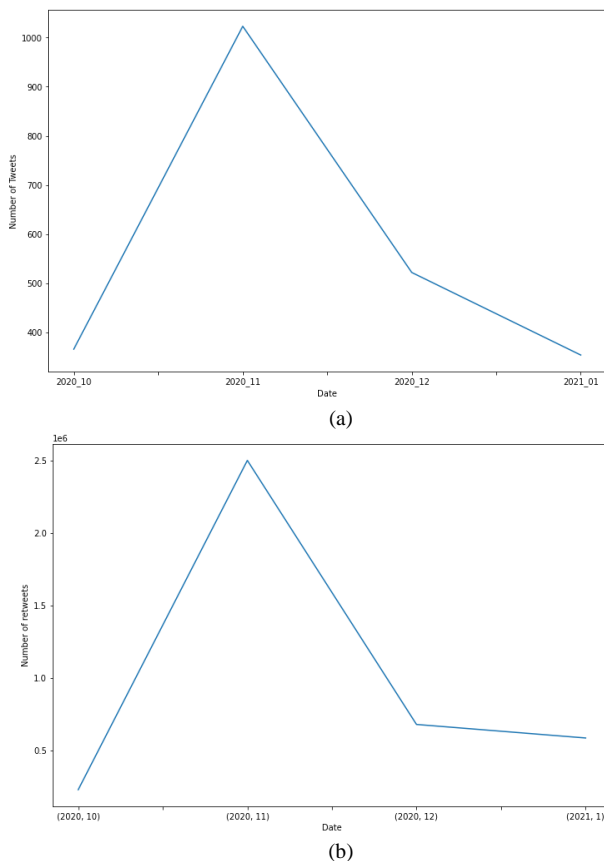 1000
900
800
700
600
500
400
Number of Tweets
2020_10 2020_11 2020_12 2021_01
Date
(a)
1e6
2.5
2.0
1.5
1.0
0.5
Number of retweets
(2020, 10) (2020, 11) (2020, 12) (2021, 1)
Date
(b)